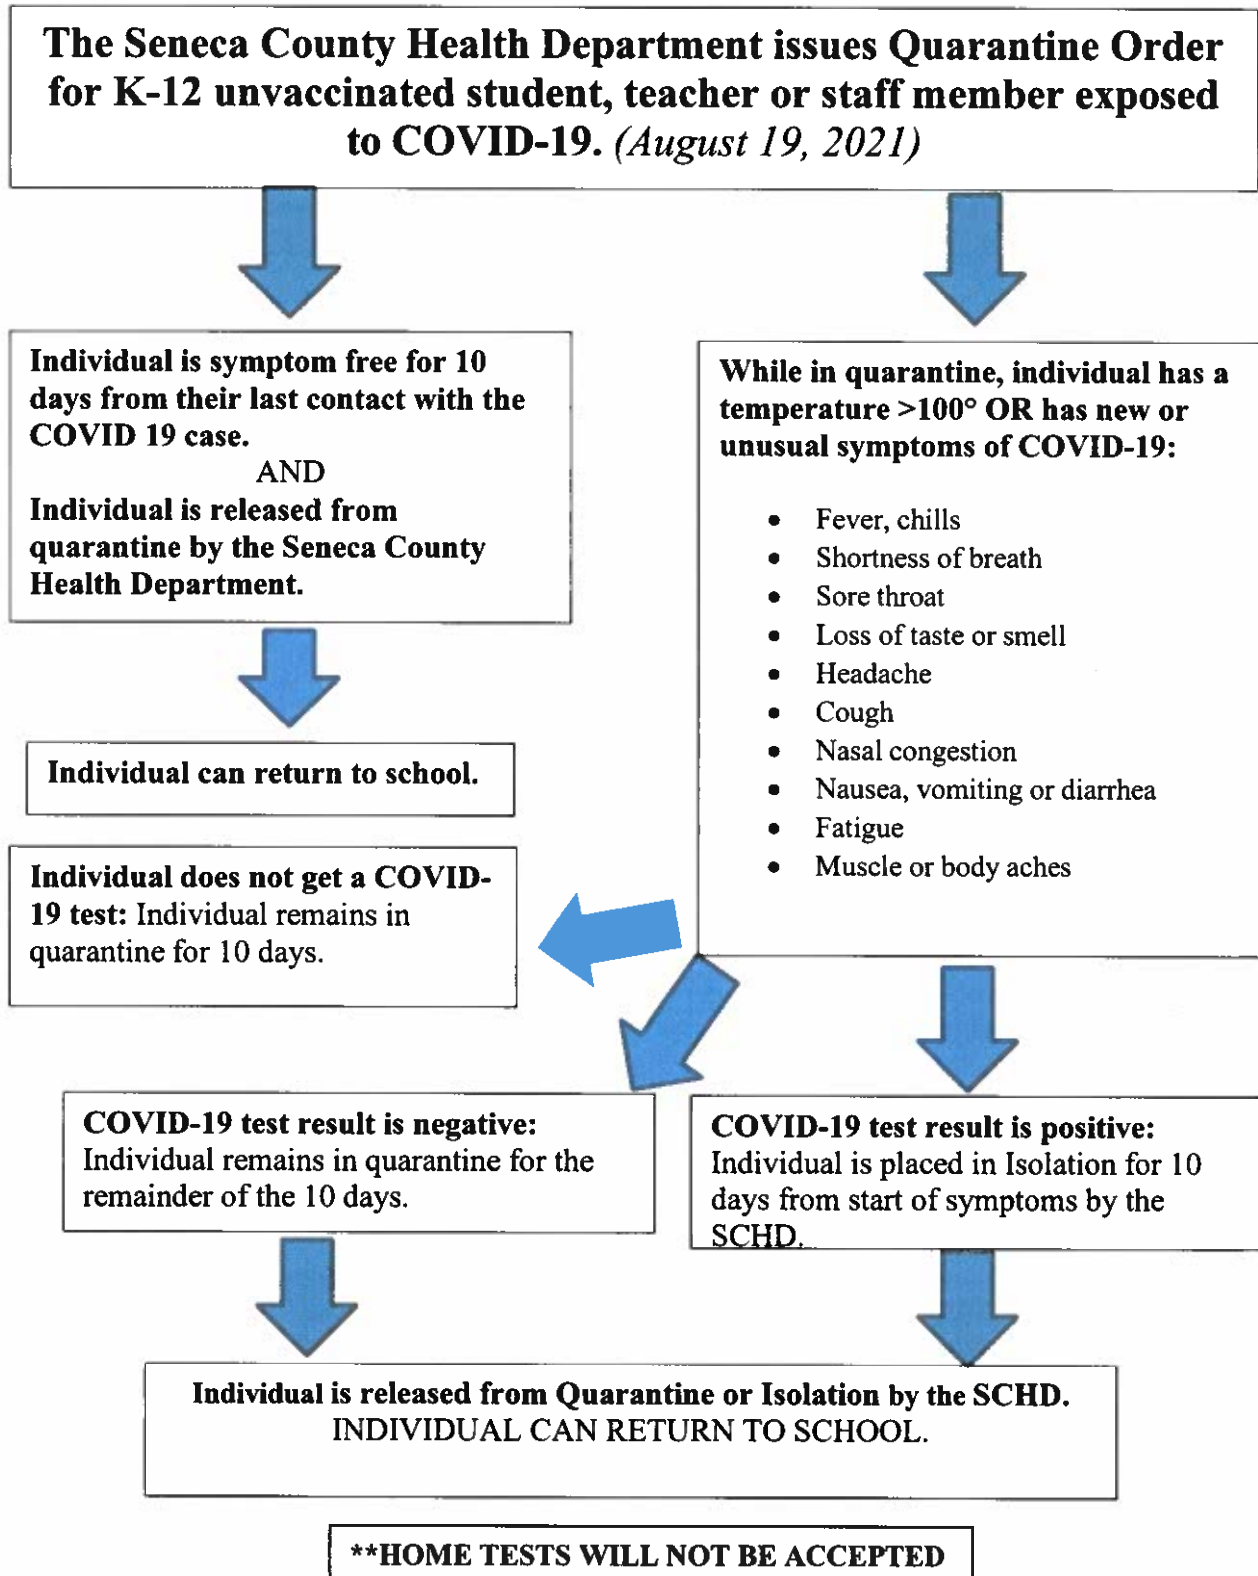 The Seneca County Health Department issues Quarantine Order
for K-12 unvaccinated student, teacher or staff member exposed
to COVID-19. (August 19, 2021)
Individual is symptom free for 10
days from their last contact with the
COVID 19 case.
AND
Individual is released from
quarantine by the Seneca County
Health Department.
Individual can return to school.
While in quarantine, individual has a
temperature >100° OR has new or
unusual symptoms of COVID-19:
• Fever, chills
• Shortness of breath
• Sore throat
• Loss of taste or smell
• Headache
• Cough
• Nasal congestion
• Nausea, vomiting or diarrhea
• Fatigue
• Muscle or body aches
Individual does not get a COVID-
19 test: Individual remains in
quarantine for 10 days.
COVID-19 test result is negative:
Individual remains in quarantine for the
remainder of the 10 days.
COVID-19 test result is positive:
Individual is placed in Isolation for 10
days from start of symptoms by the
SCHD.
Individual is released from Quarantine or Isolation by the SCHD.
INDIVIDUAL CAN RETURN TO SCHOOL.
**HOME TESTS WILL NOT BE ACCEPTED